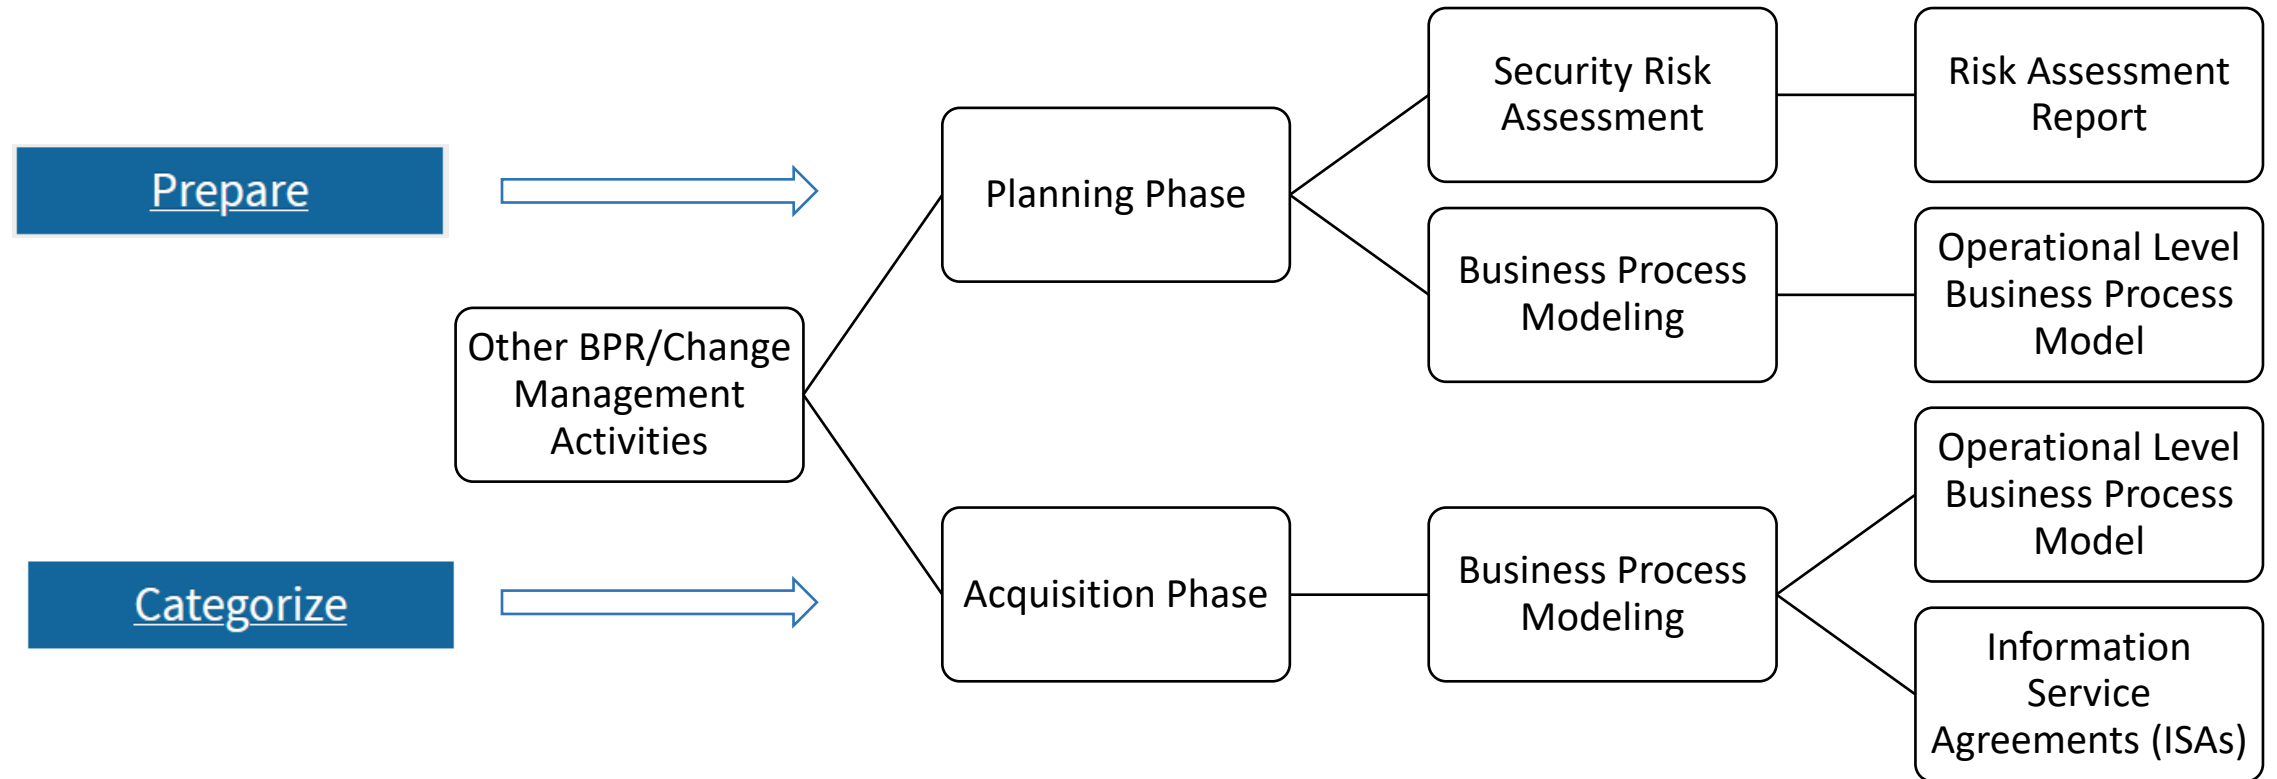 Prepare
Categorize
Other BPR/Change
Management
Activities
Planning Phase
Acquisition Phase
Security Risk
Assessment
Business Process
Modeling
Business Process
Modeling
Risk Assessment
Report
Operational Level
Business Process
Model
Operational Level
Business Process
Model
Information
Service
Agreements (ISAs)